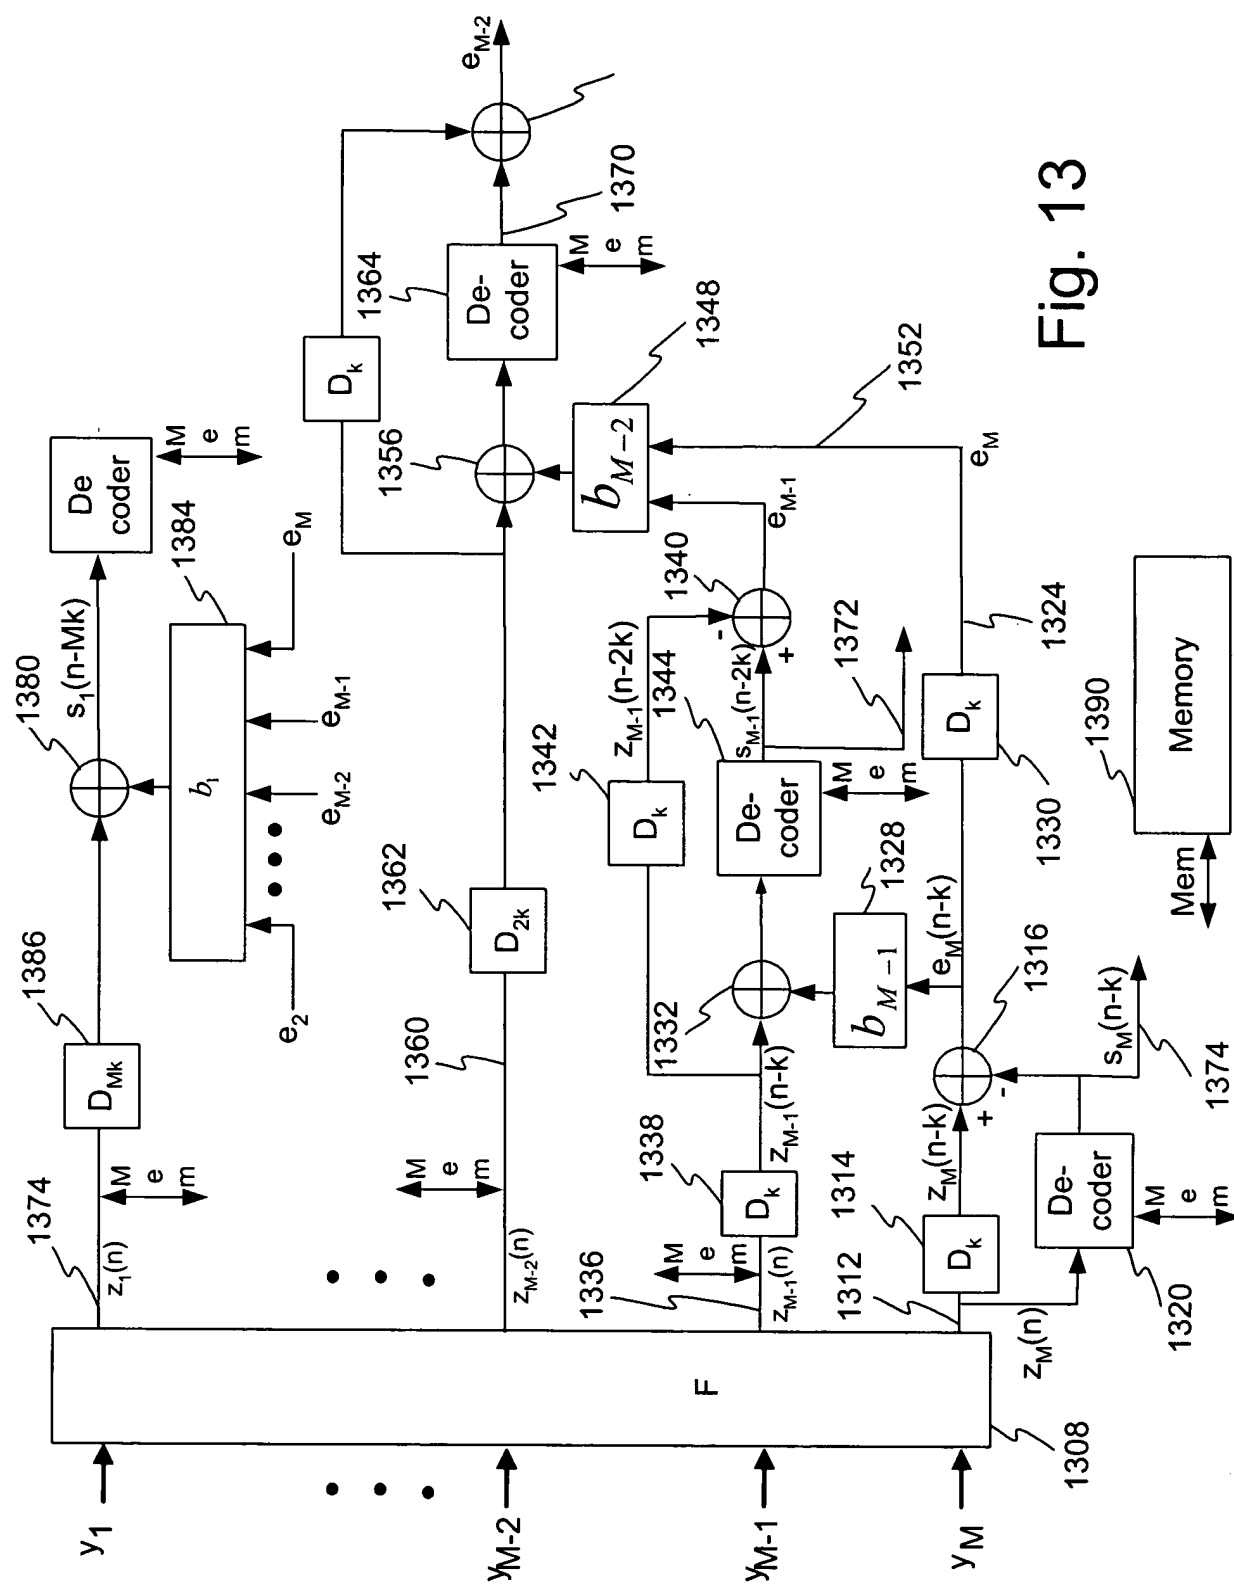 y1
yM-2
yM-1
yM
F
1308
1374
z1(n)
M
e
m
DMk
1386
1380
s1(n-Mk)
De
coder
M
e
m
b1
1384
e2
eM-2
eM-1
eM
zM-2(n)
M
e
m
1360
D2k
1362
1356
Dk
De-
coder
1364
M
e
m
1370
eM-2
bM-2
1348
1352
eM-1
eM
1336
zM-1(n)
M
e
m
Dk
1338
zM-1(n-k)
1332
Dk
1342
zM-1(n-2k)
De-
coder
1344
M
e
m
sM-1(n-2k)
-
+
1340
1372
bM-1
1328
1312
zM(n)
Dk
1314
zM(n-k)
+
-
1316
eM(n-k)
Dk
1330
1324
De-
coder
1320
M
e
m
sM(n-k)
1374
Mem
Memory
1390
Fig. 13